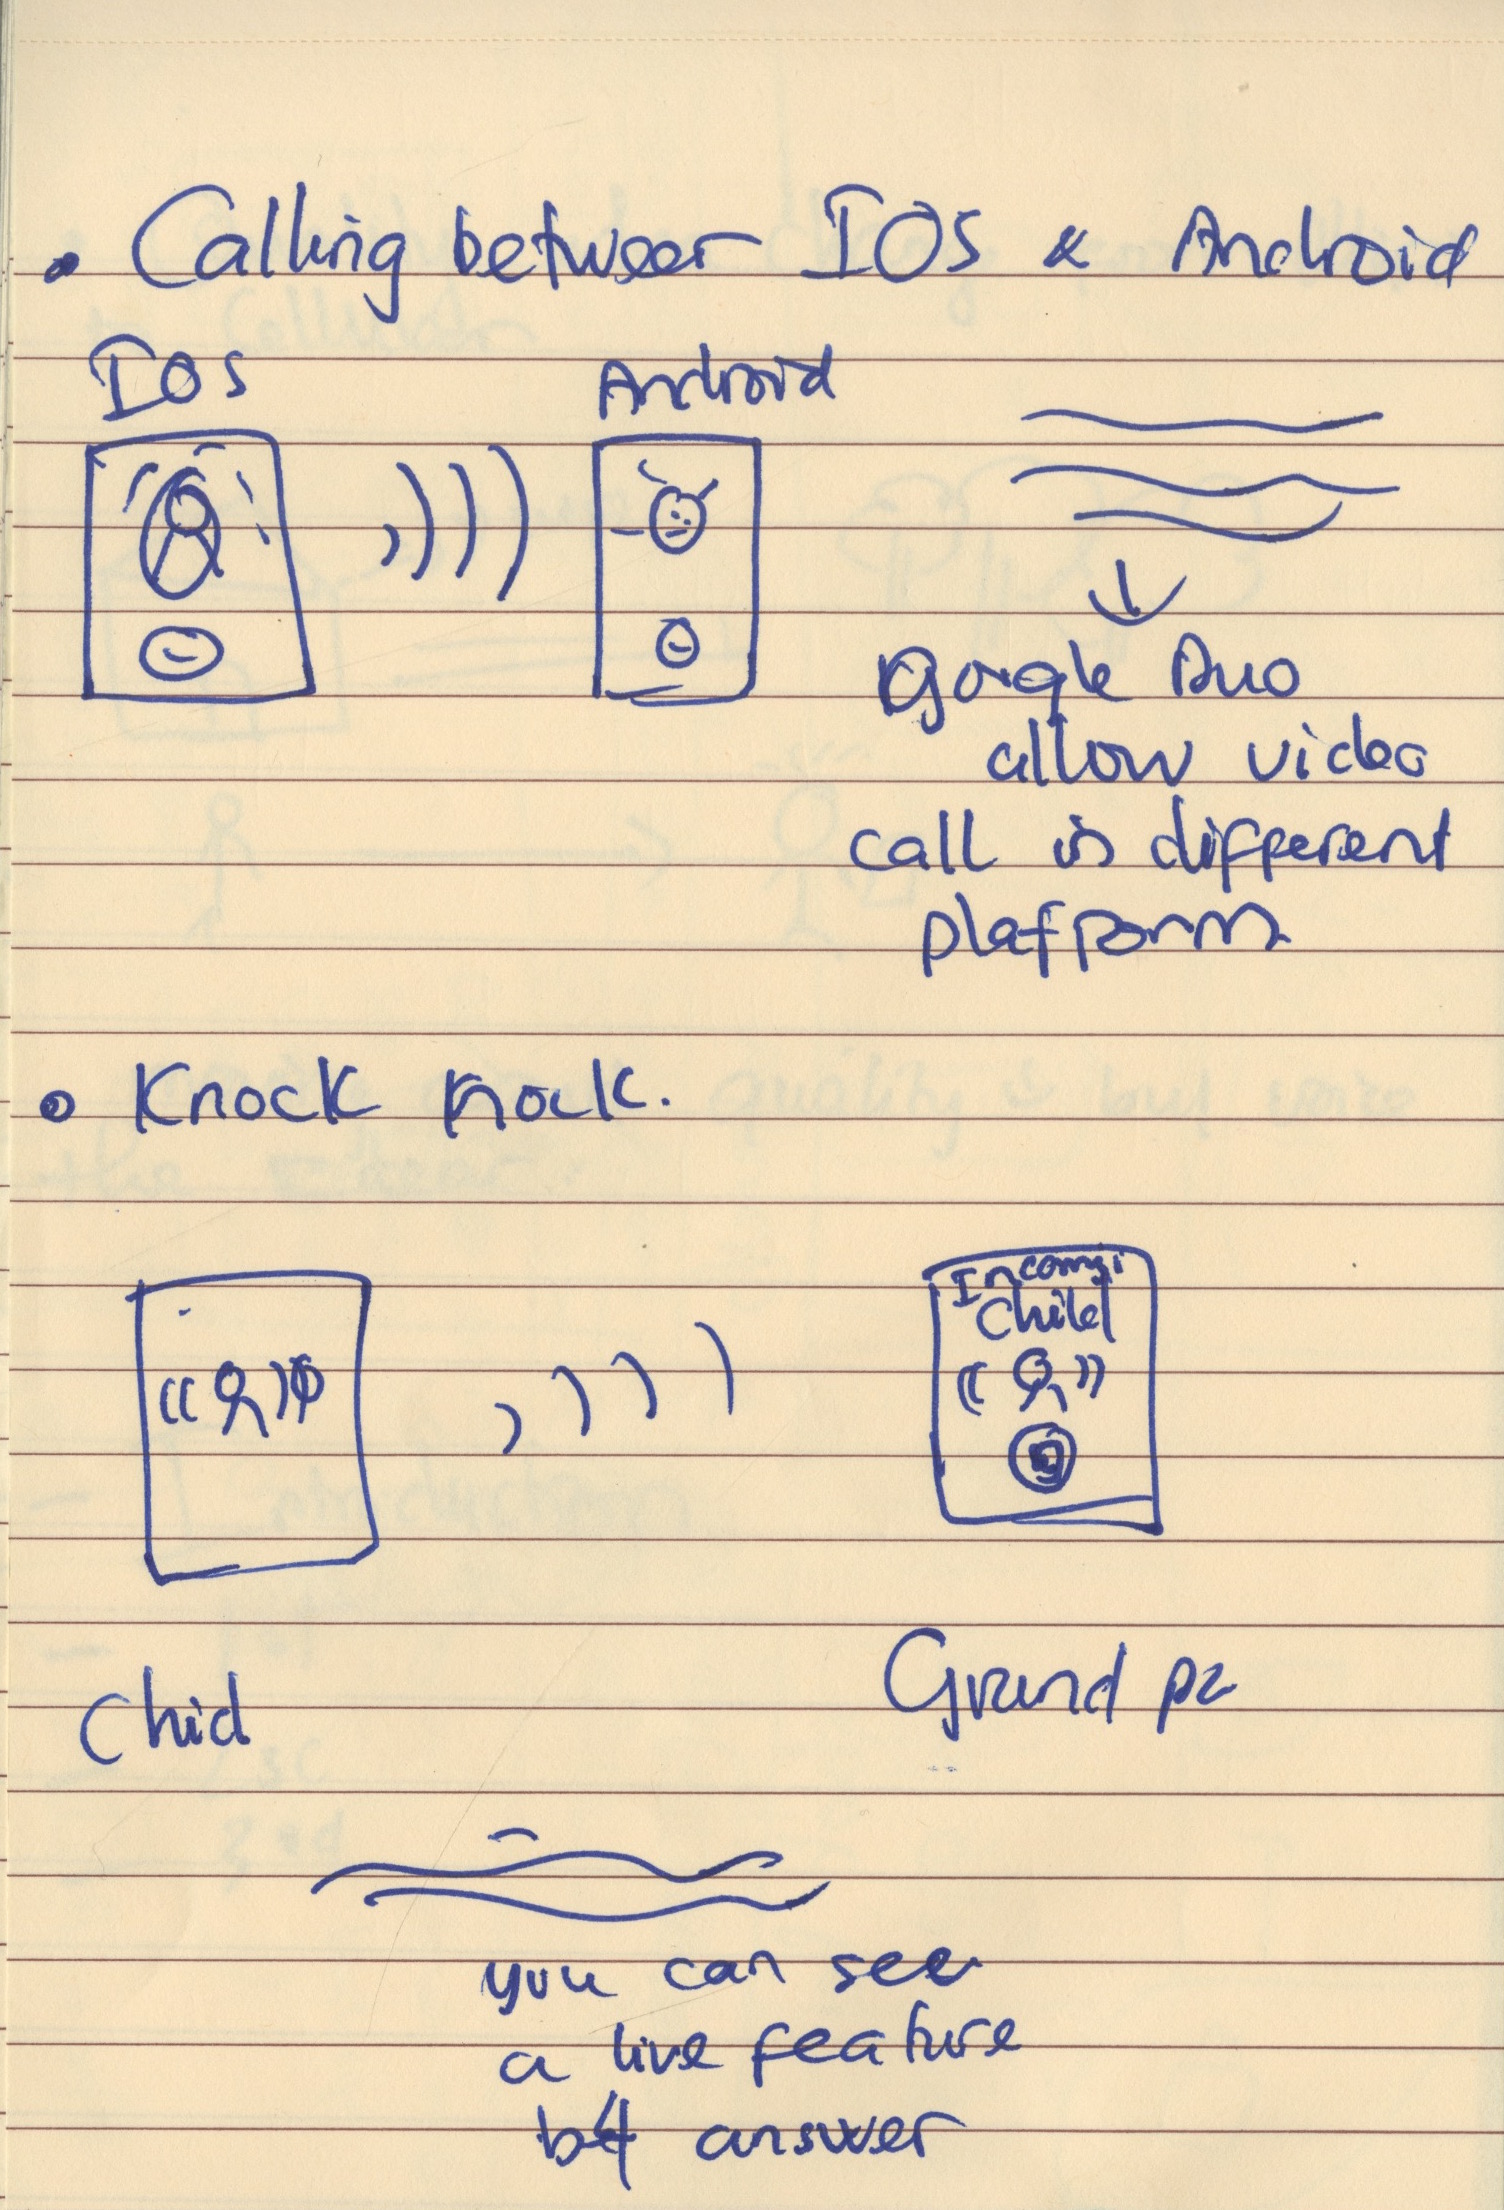 • Calling between IOS & Android
IOS
Android
Google Duo
allow video
call in different
platform
• Knock knock.
Incomi
Child
Chid
Grand pa
you can see
a live feature
b4 answer